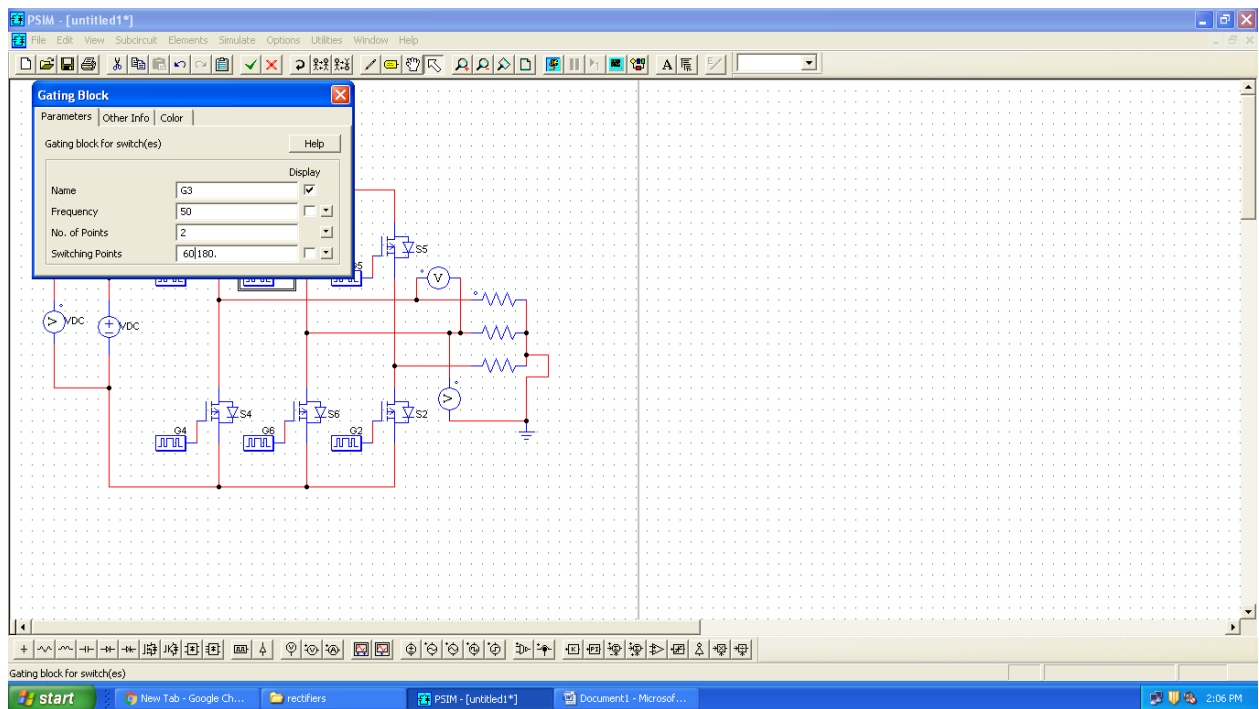 PSIM - [untitled1*]
File Edit View Subcircuit Elements Simulate Options Utilities Window Help
Gating Block
Parameters Other Info Color
Gating block for switch(es) Help
Display
Name G3
Frequency 50
No. of Points 2
Switching Points 60 180.
S5
V
VDC
VDC
V
S4 S6 S2
G4 G6 G2
Gating block for switch(es)
start New Tab - Google Ch... rectifiers PSIM - [untitled1*] Document1 - Microsof... 2:06 PM